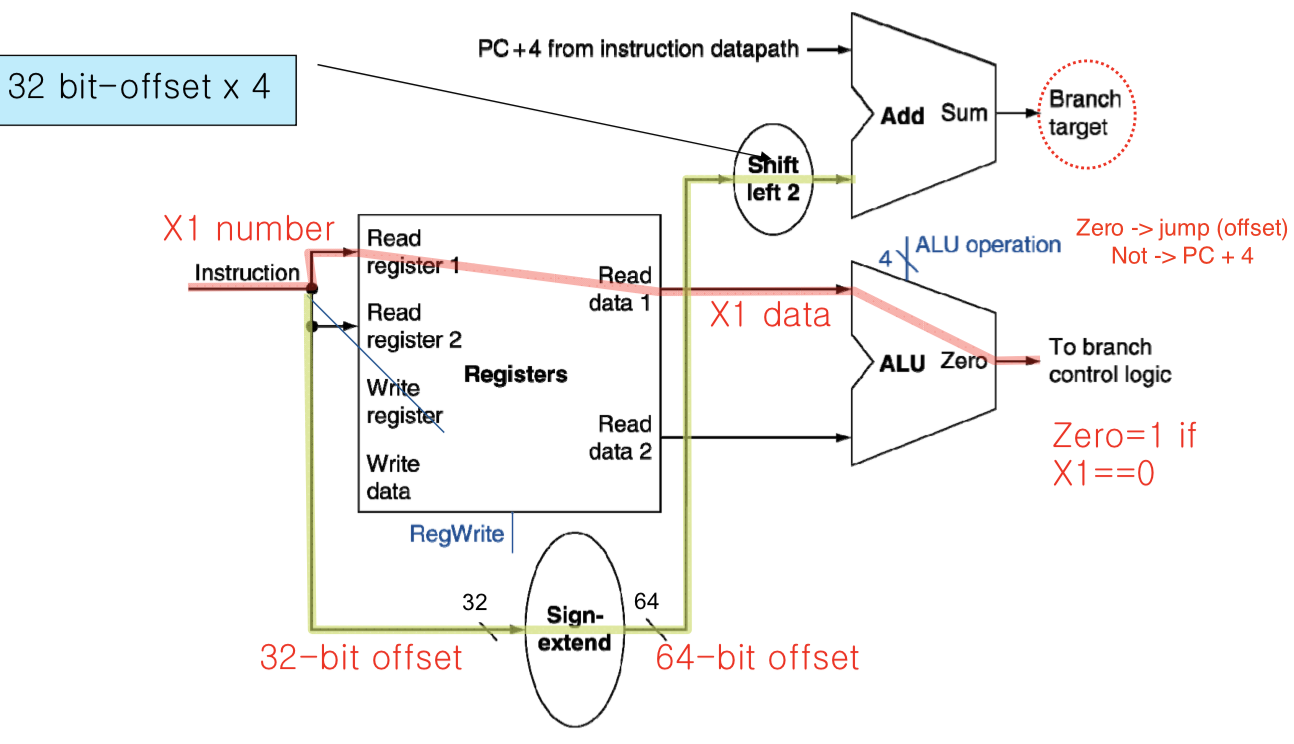 PC+4 from instruction datapath
32 bit-offset x 4
Add Sum
Branch
target
Shift
left 2
X1 number
Instruction
Read
register 1
Read
register 2
Write
register
Write
data
Registers
Read
data 1
Read
data 2
RegWrite
X1 data
4
ALU operation
Zero -> jump (offset)
Not -> PC + 4
ALU Zero
To branch
control logic
Zero=1 if
X1==0
32
Sign-
extend
64
32-bit offset
64-bit offset